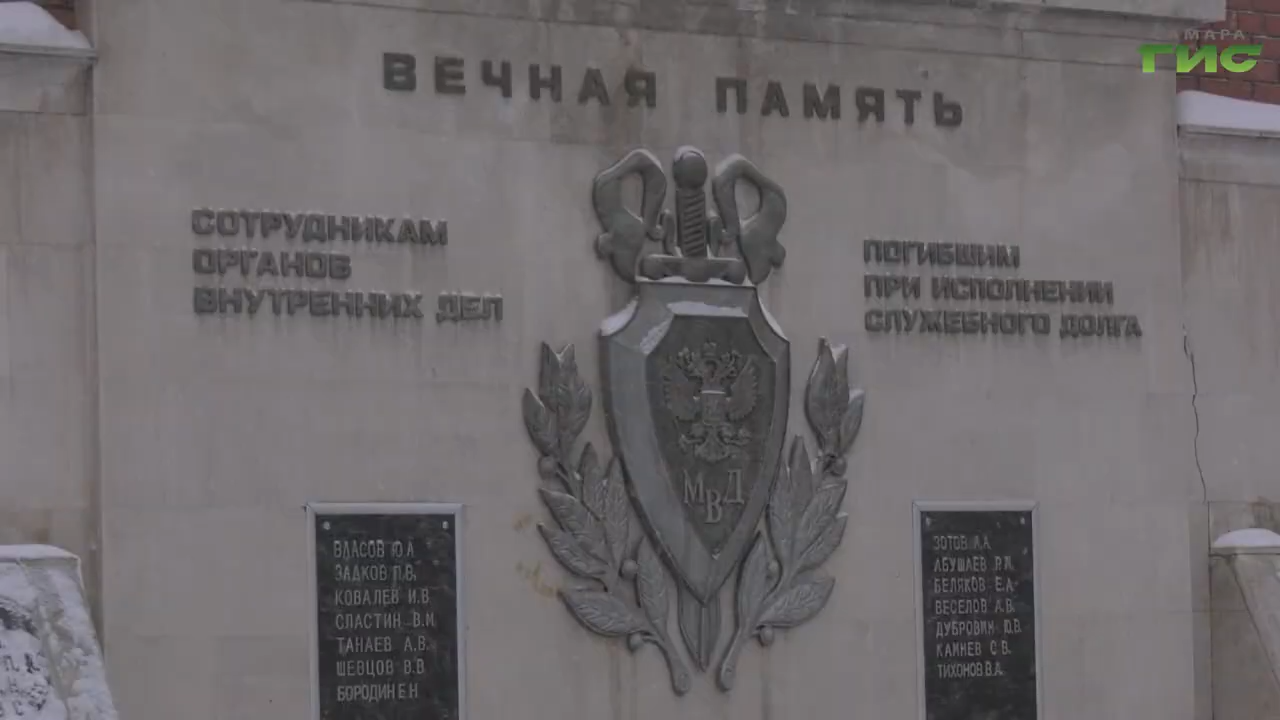 САМАРА
ГИС
ВЕЧНАЯ ПАМЯТЬ
СОТРУДНИКАМ
ОРГАНОВ
ВНУТРЕННИХ ДЕЛ
ПОГИБШИМ
ПРИ ИСПОЛНЕНИИ
СЛУЖЕБНОГО ДОЛГА
МВД
ВЛАСОВ Ю.А
ЗАДКОВ П.В.
КОВАЛЕВ И.В
СЛАСТИН В.М
ТАНАЕВ А.В.
ШЕВЦОВ В.В
БОРОДИН Е.Н
ЗОТОВ А.А.
АБУШАЕВ Р.П.
БЕЛЯКОВ Е.А.
ВЕСЕЛОВ А.В.
ДУБРОВИН Ю.В.
КАМНЕВ С.В.
ТИХОНОВ В.А.